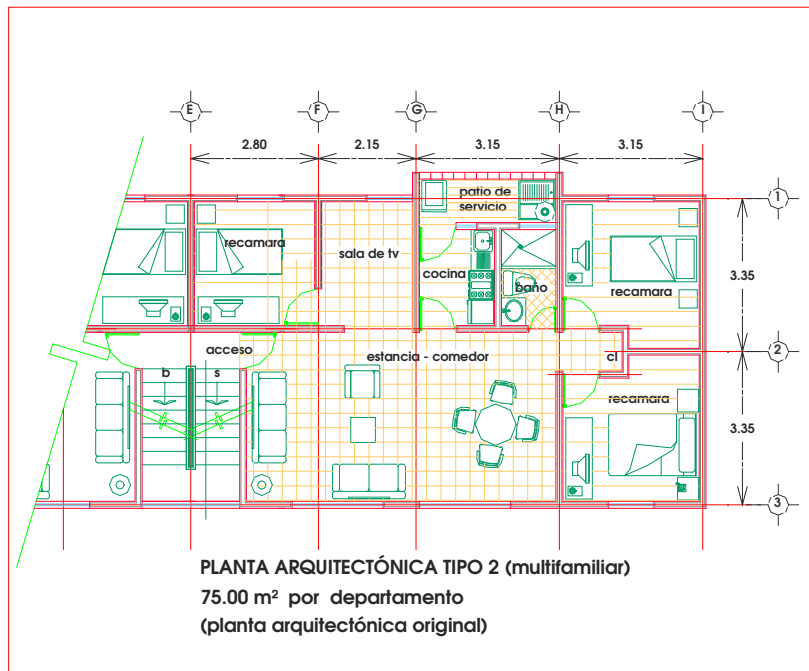 E F G H I
2.80 2.15 3.15 3.15
1
patio de
servicio
recamara
sala de tv
cocina
baño
recamara
3.35
acceso
estancia - comedor
cl
2
b s
recamara
3.35
3
PLANTA ARQUITECTÓNICA TIPO 2 (multifamiliar)
75.00 m² por departamento
(planta arquitectónica original)